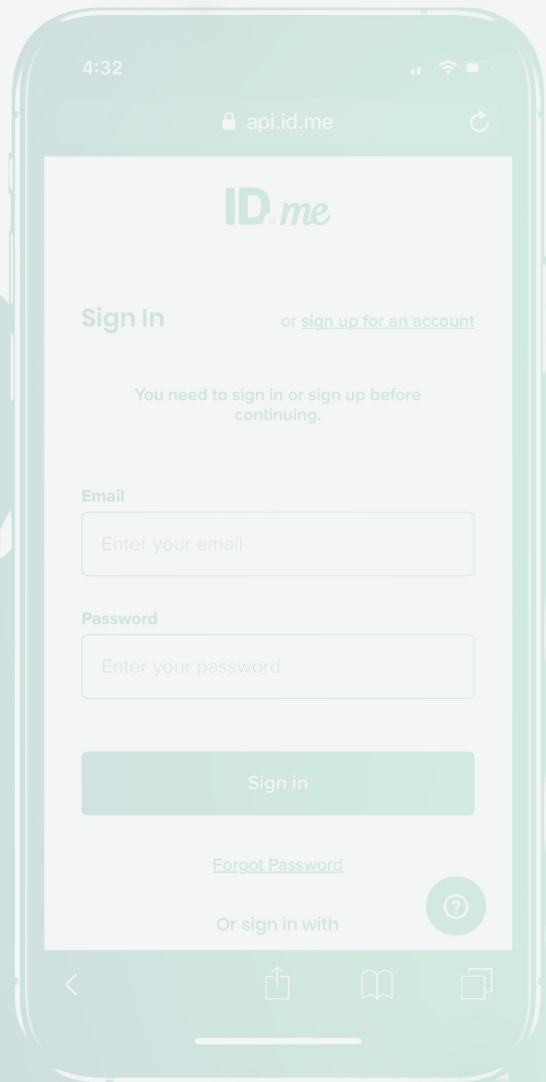 4:32
api.id.me
ID.me
Sign In
or sign up for an account
You need to sign in or sign up before
continuing.
Email
Enter your email
Password
Enter your password
Sign in
Forgot Password
Or sign in with